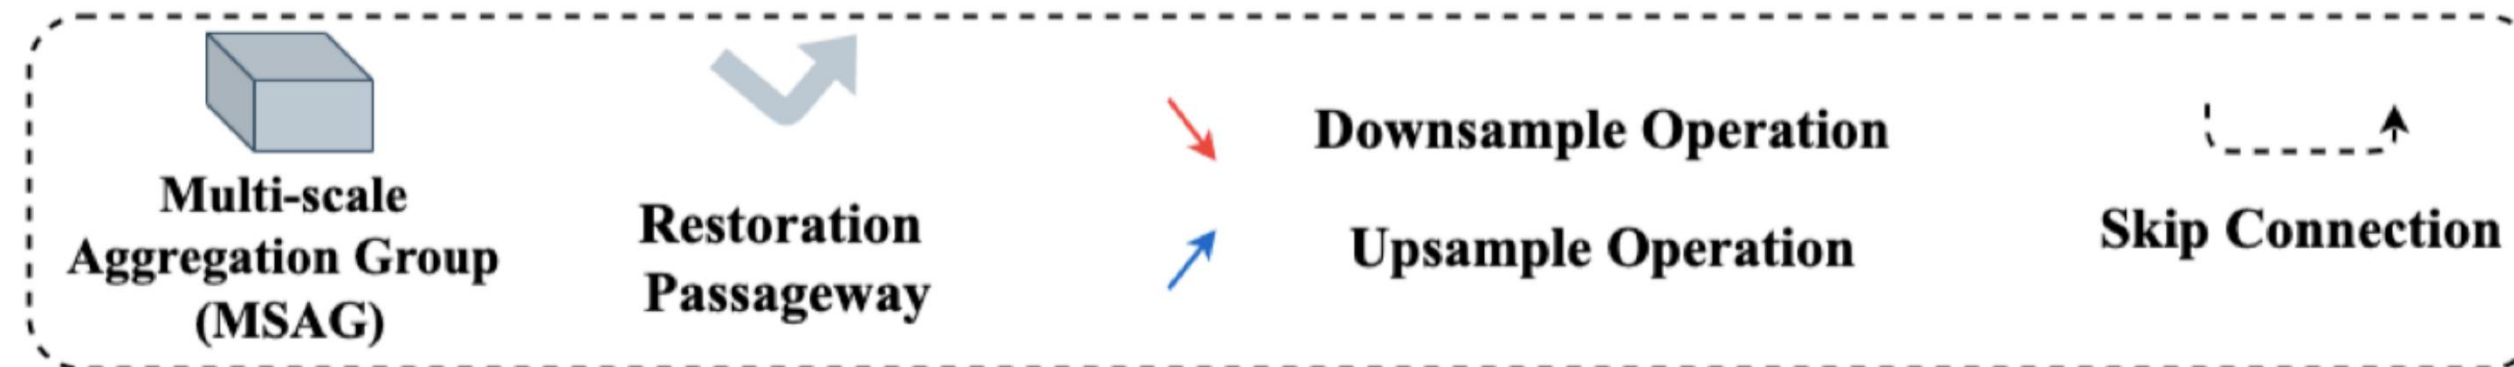 Multi-scale
Aggregation Group
(MSAG)
Restoration
Passageway
Downsample Operation
Upsample Operation
Skip Connection